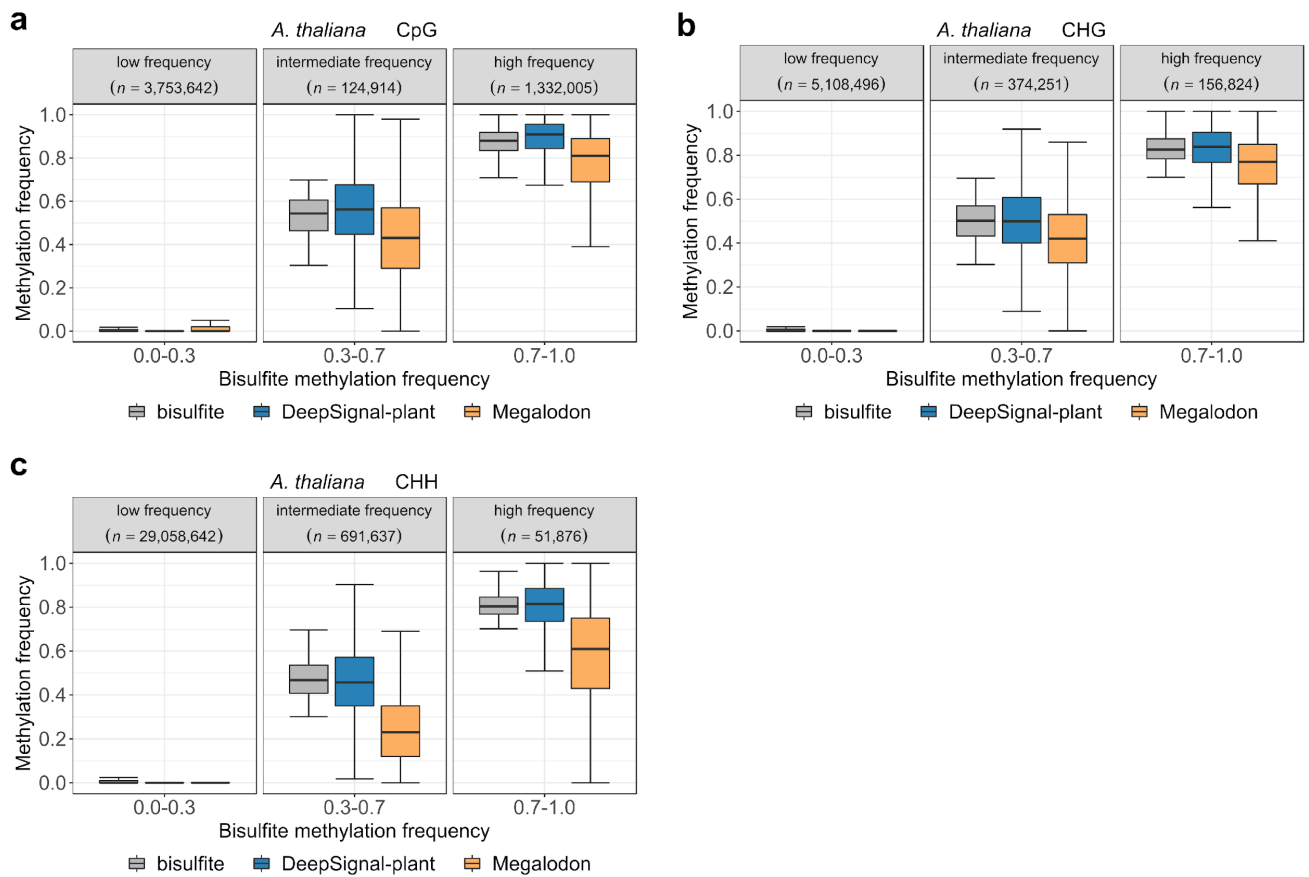 a
A. thaliana CpG
low frequency
(n = 3,753,642)
intermediate frequency
(n = 124,914)
high frequency
(n = 1,332,005)
Methylation frequency
1.0
0.8
0.6
0.4
0.2
0.0
0.0-0.3
0.3-0.7
0.7-1.0
Bisulfite methylation frequency
bisulfite DeepSignal-plant Megalodon
b
A. thaliana CHG
low frequency
(n = 5,108,496)
intermediate frequency
(n = 374,251)
high frequency
(n = 156,824)
Methylation frequency
1.0
0.8
0.6
0.4
0.2
0.0
0.0-0.3
0.3-0.7
0.7-1.0
Bisulfite methylation frequency
bisulfite DeepSignal-plant Megalodon
c
A. thaliana CHH
low frequency
(n = 29,058,642)
intermediate frequency
(n = 691,637)
high frequency
(n = 51,876)
Methylation frequency
1.0
0.8
0.6
0.4
0.2
0.0
0.0-0.3
0.3-0.7
0.7-1.0
Bisulfite methylation frequency
bisulfite DeepSignal-plant Megalodon